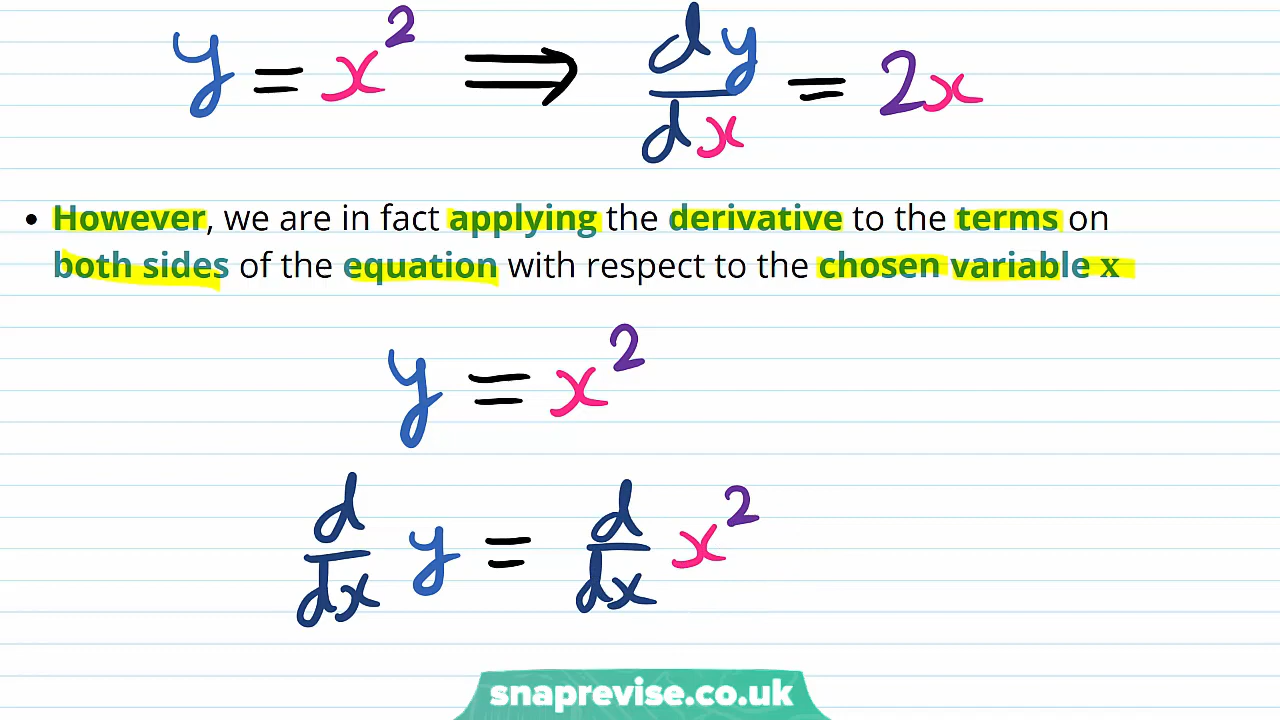 y = x² ⟹ dy/dx = 2x
• However, we are in fact applying the derivative to the terms on
both sides of the equation with respect to the chosen variable x
y = x²
d/dx y = d/dx x²
snaprevise.co.uk